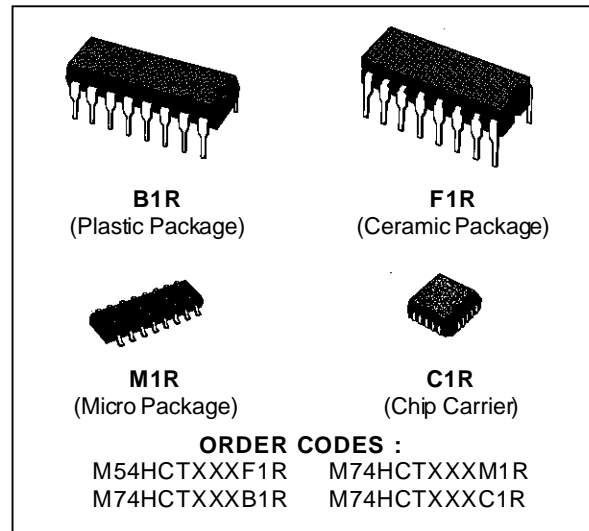 B1R
(Plastic Package)
F1R
(Ceramic Package)
M1R
(Micro Package)
C1R
(Chip Carrier)
ORDER CODES :
M54HCTXXXF1R M74HCTXXXM1R
M74HCTXXXB1R M74HCTXXXC1R